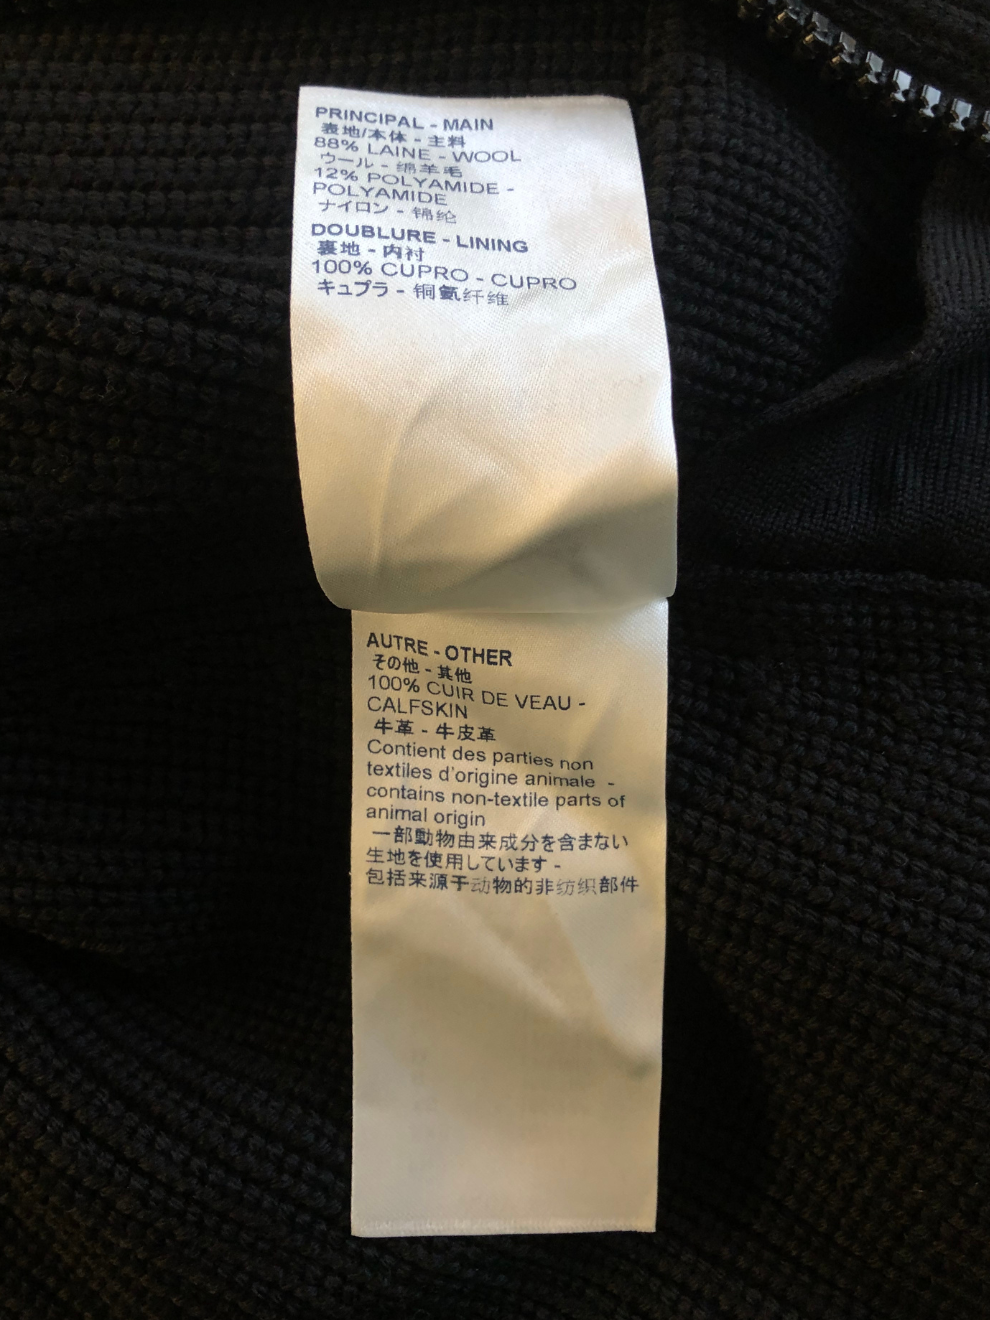 PRINCIPAL - MAIN
表地/本体 - 主料
88% LAINE - WOOL
ウール - 绵羊毛
12% POLYAMIDE -
POLYAMIDE
ナイロン - 锦纶
DOUBLURE - LINING
裏地 - 内衬
100% CUPRO - CUPRO
キュプラ - 铜氨纤维
AUTRE - OTHER
その他 - 其他
100% CUIR DE VEAU -
CALFSKIN
牛革 - 牛皮革
Contient des parties non
textiles d'origine animale -
contains non-textile parts of
animal origin
一部動物由来成分を含まない
生地を使用しています -
包括来源于动物的非纺织部件